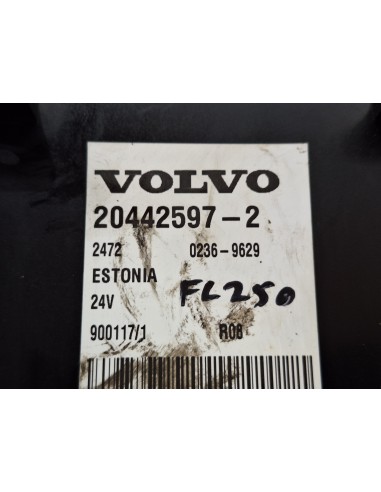 VOLVO
20442597-2
2472 0236-9629
ESTONIA
24V FL250
900117/1 R08